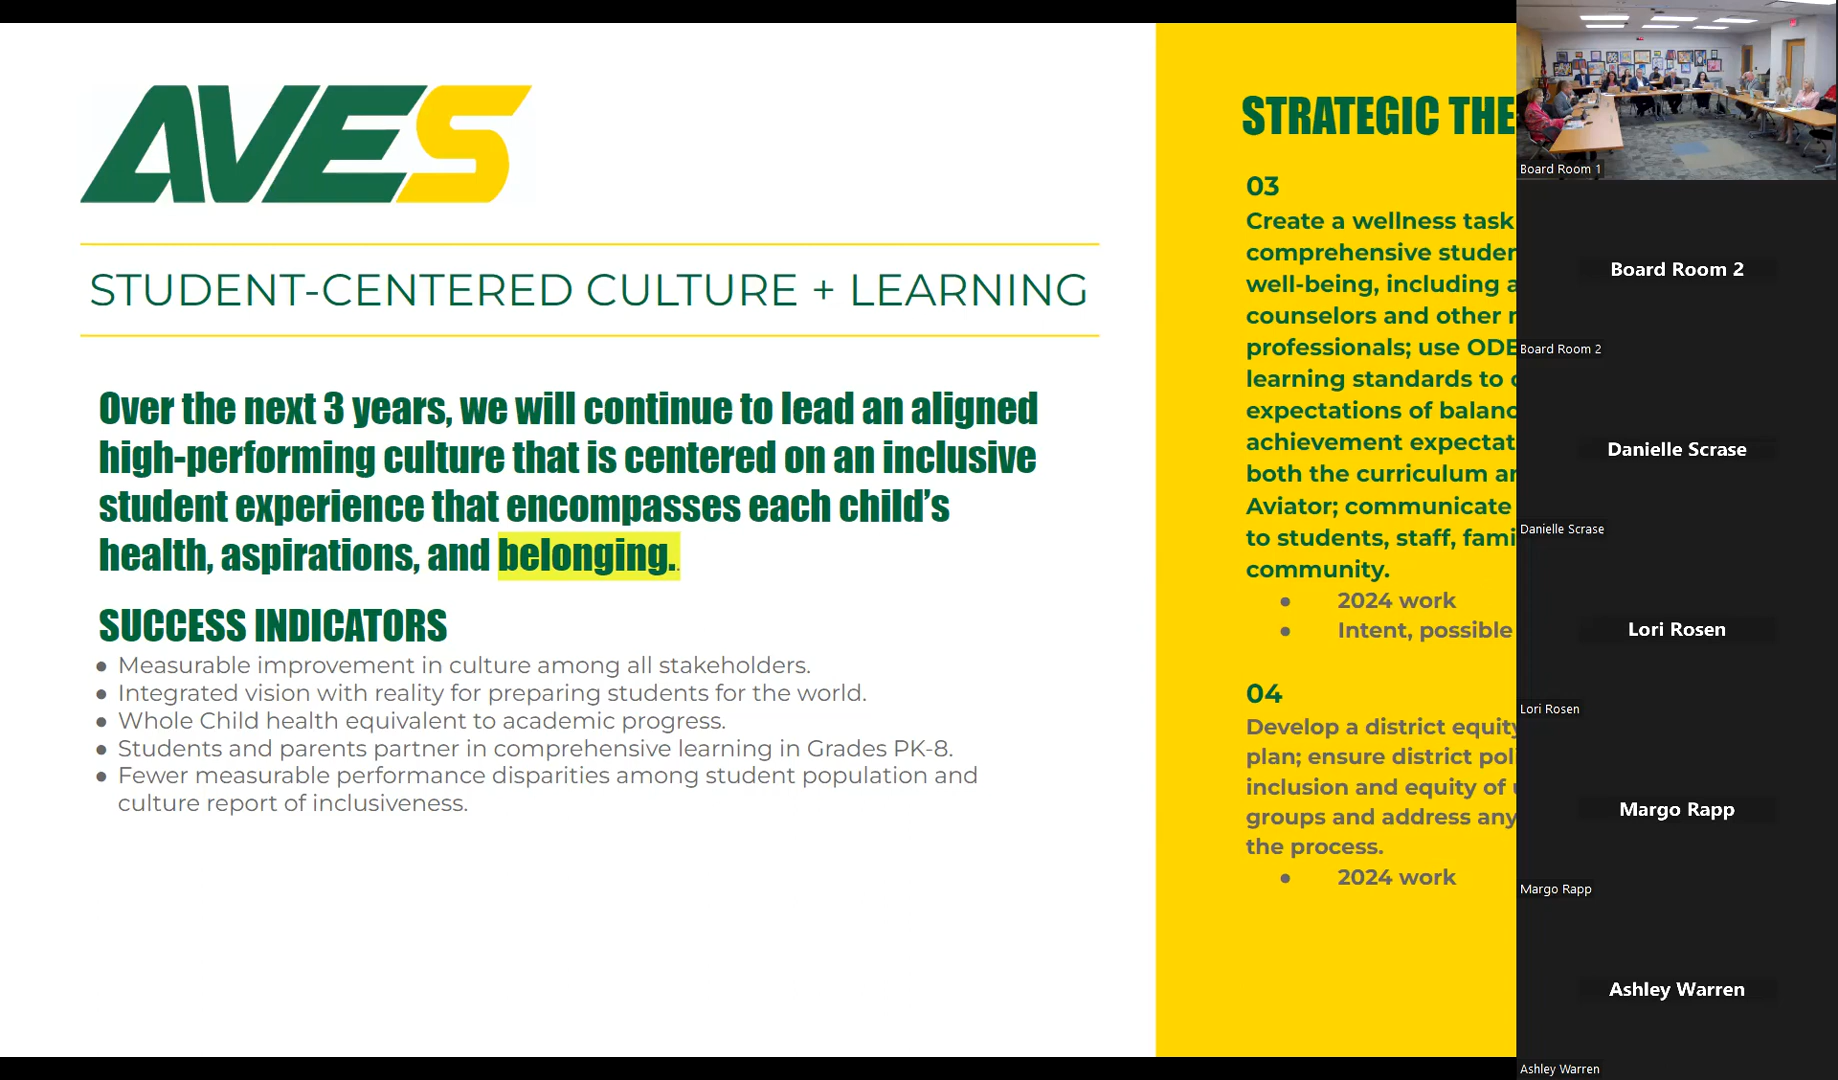 AVES
STUDENT-CENTERED CULTURE + LEARNING
Over the next 3 years, we will continue to lead an aligned
high-performing culture that is centered on an inclusive
student experience that encompasses each child's
health, aspirations, and belonging..
SUCCESS INDICATORS
● Measurable improvement in culture among all stakeholders.
● Integrated vision with reality for preparing students for the world.
● Whole Child health equivalent to academic progress.
● Students and parents partner in comprehensive learning in Grades PK-8.
● Fewer measurable performance disparities among student population and
culture report of inclusiveness.
STRATEGIC THE
03
Create a wellness task
comprehensive studen
well-being, including a
counselors and other
professionals; use ODE
learning standards to
expectations of balanc
achievement expectat
both the curriculum an
Aviator; communicate
to students, staff, fami
community.
● 2024 work
● Intent, possible
04
Develop a district equity
plan; ensure district poli
inclusion and equity of
groups and address any
the process.
● 2024 work
Board Room 1
Board Room 2
Board Room 2
Danielle Scrase
Danielle Scrase
Lori Rosen
Lori Rosen
Margo Rapp
Margo Rapp
Ashley Warren
Ashley Warren